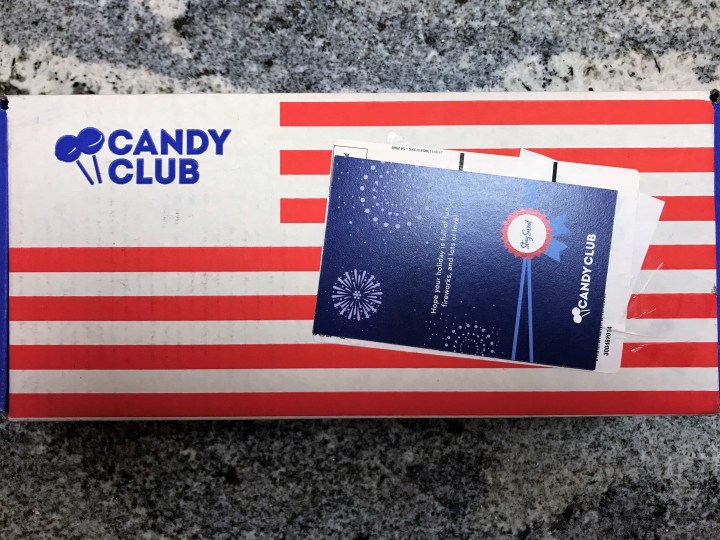 CANDY
CLUB
Hope your holiday is full of fun,
fireworks, and lots of love!
Stay Sweet
CANDY CLUB